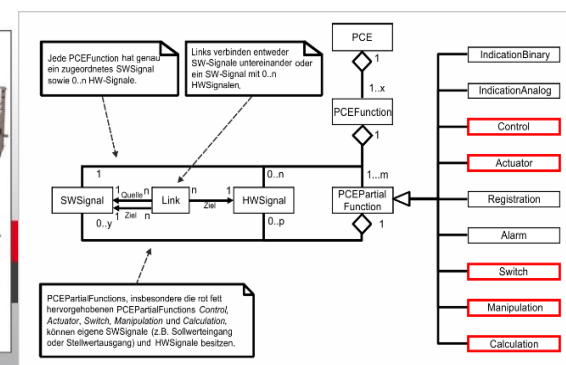 Jede PCEFunction hat genau
ein zugeordnetes SWSignal
sowie 0..n HW-Signale.
Links verbinden entweder
SW-Signale untereinander oder
ein SW-Signal mit 0..n
HWSignalen,
PCE
1
1..x
PCEFunction
1
1
0..n
1...m
SWSignal
1
Quelle
n
Link
n
1
Ziel
HWSignal
PCEPartial
Function
0..y
1
Ziel
n
0..p
1
IndicationBinary
IndicationAnalog
Control
Actuator
Registration
Alarm
Switch
Manipulation
Calculation
PCEPartialFunctions, insbesondere die rot fett
hervorgehobenen PCEPartialFunctions Control,
Actuator, Switch, Manipulation und Calculation,
können eigene SWSignale (z.B. Sollwerteingang
oder Stellwertausgang) und HWSignale besitzen.